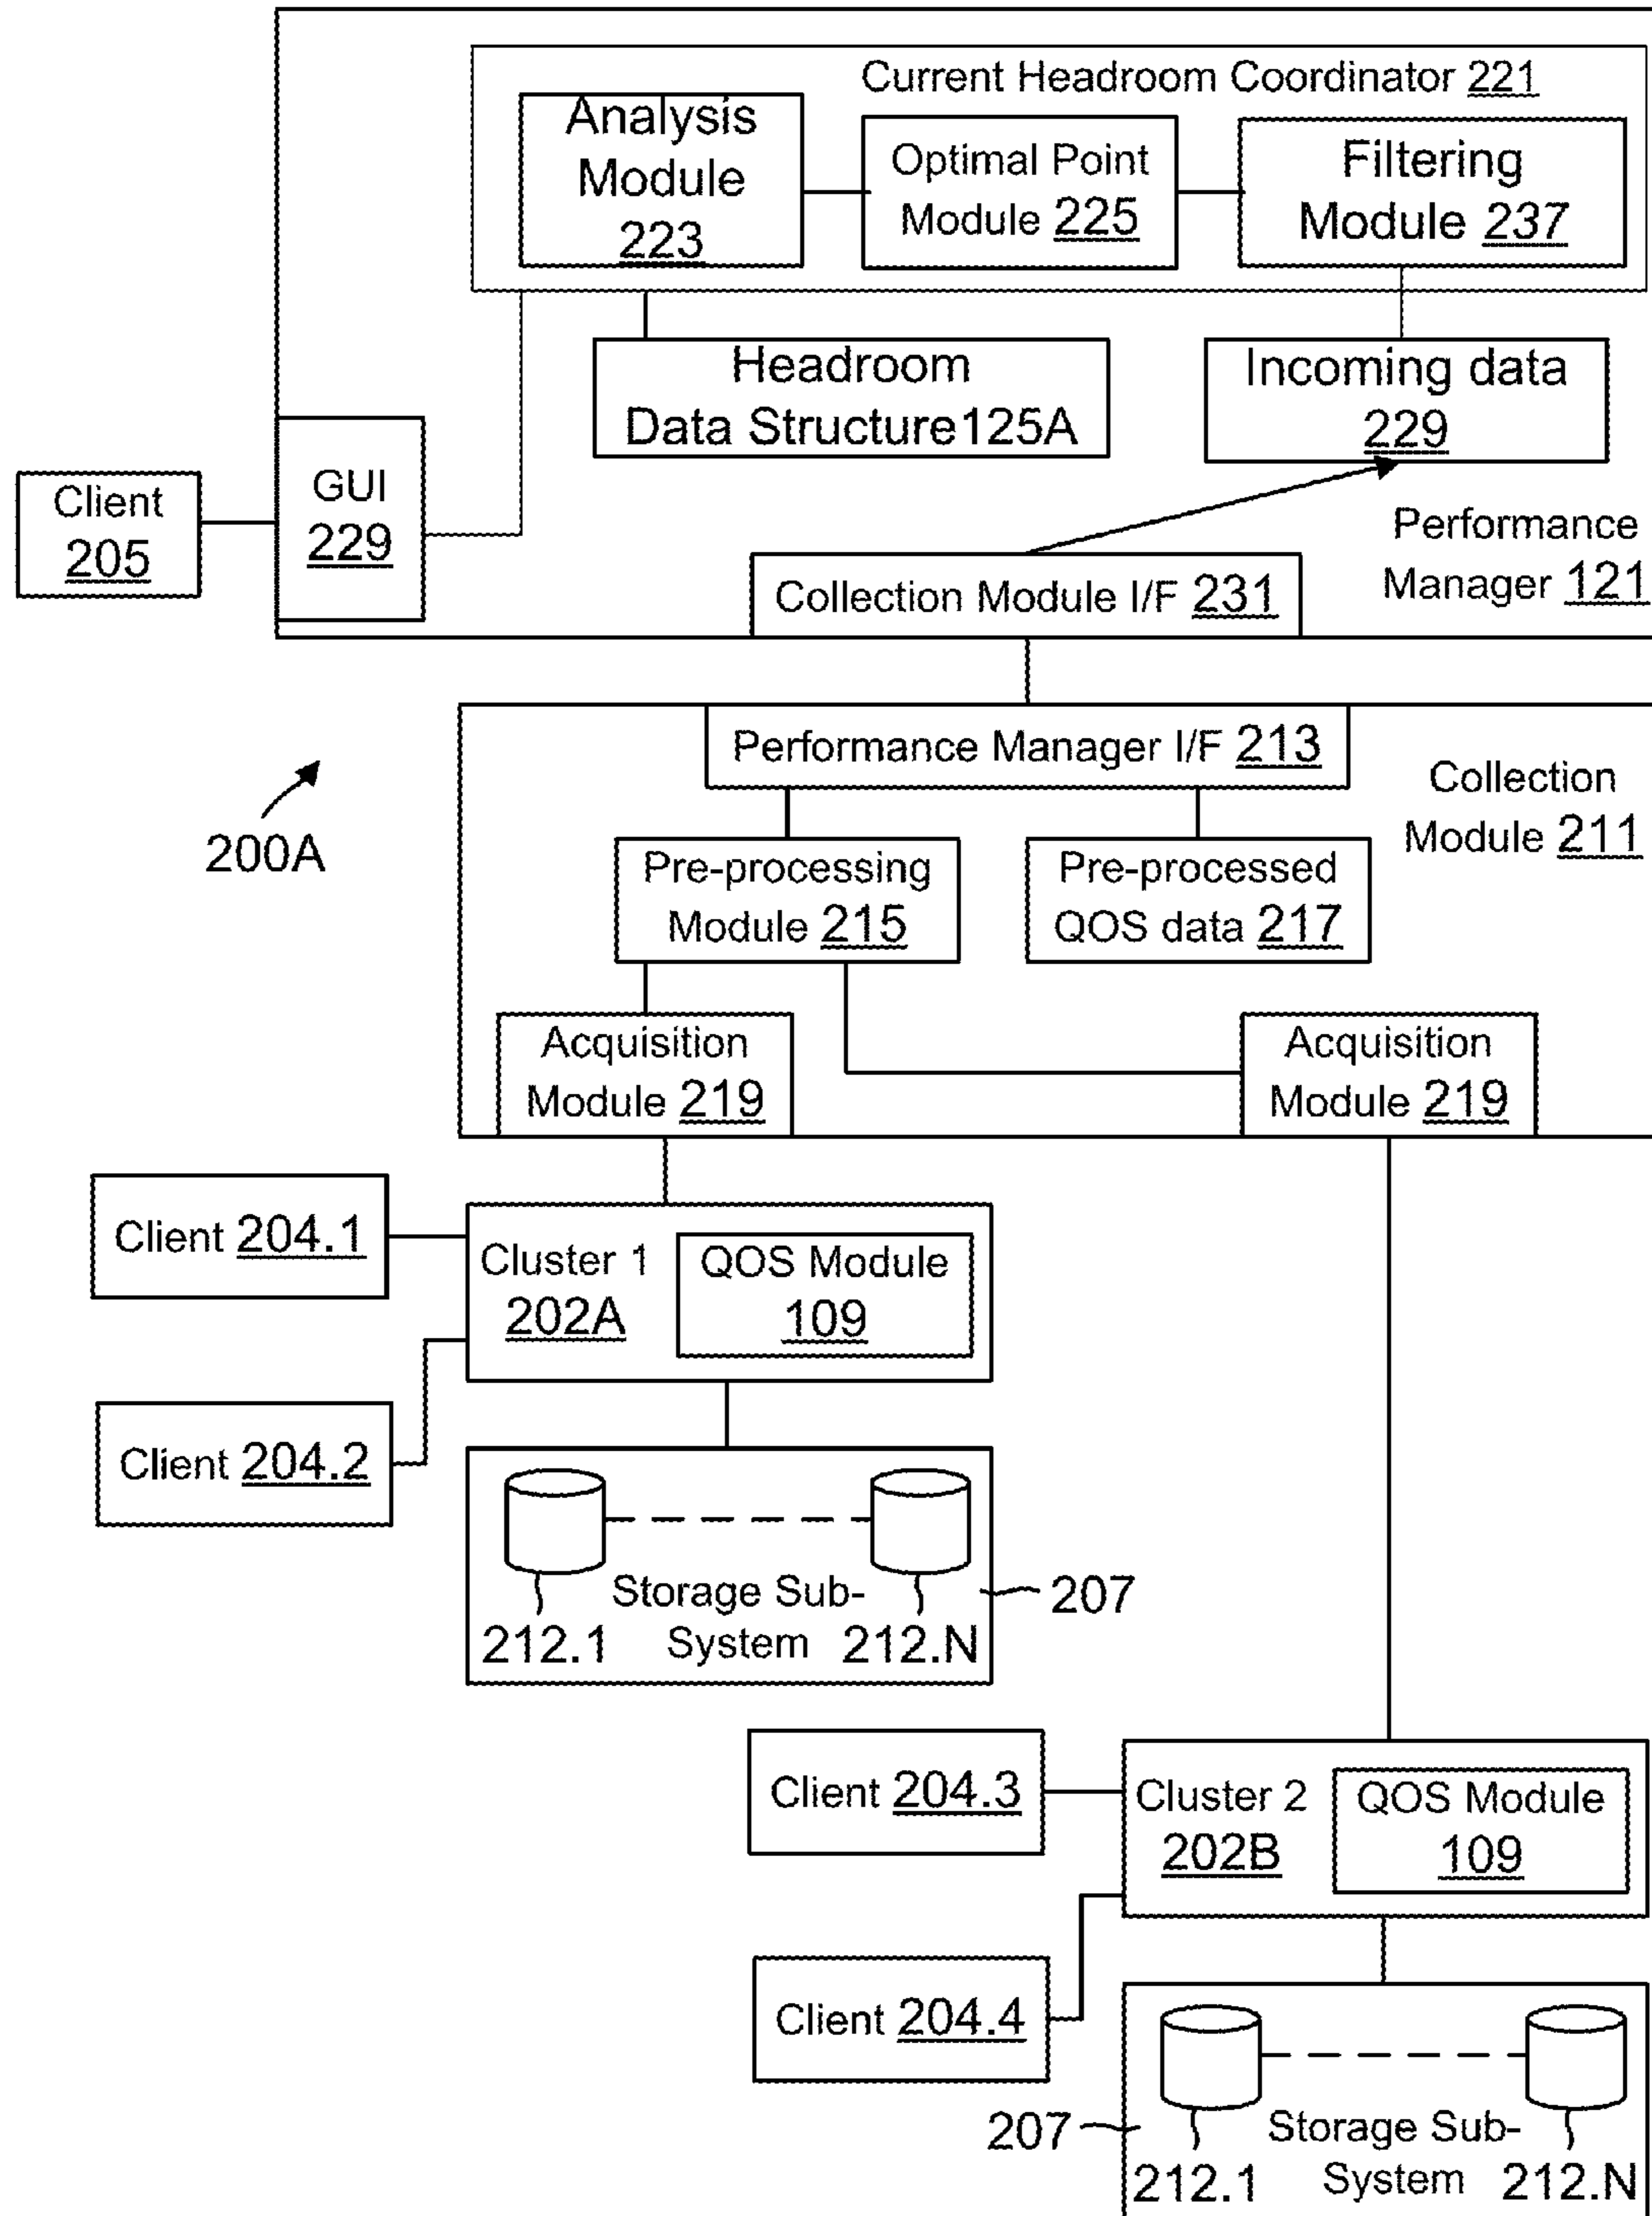 Current Headroom Coordinator 221
Analysis
Module
223
Optimal Point
Module 225
Filtering
Module 237
Headroom
Data Structure125A
Incoming data
229
Client
205
GUI
229
Performance
Manager 121
Collection Module I/F 231
Performance Manager I/F 213
Collection
Module 211
200A
Pre-processing
Module 215
Pre-processed
QOS data 217
Acquisition
Module 219
Acquisition
Module 219
Client 204.1
Cluster 1
202A
QOS Module
109
Client 204.2
Storage Sub-
System
212.1
212.N
207
Client 204.3
Cluster 2
202B
QOS Module
109
Client 204.4
207
Storage Sub-
System
212.1
212.N